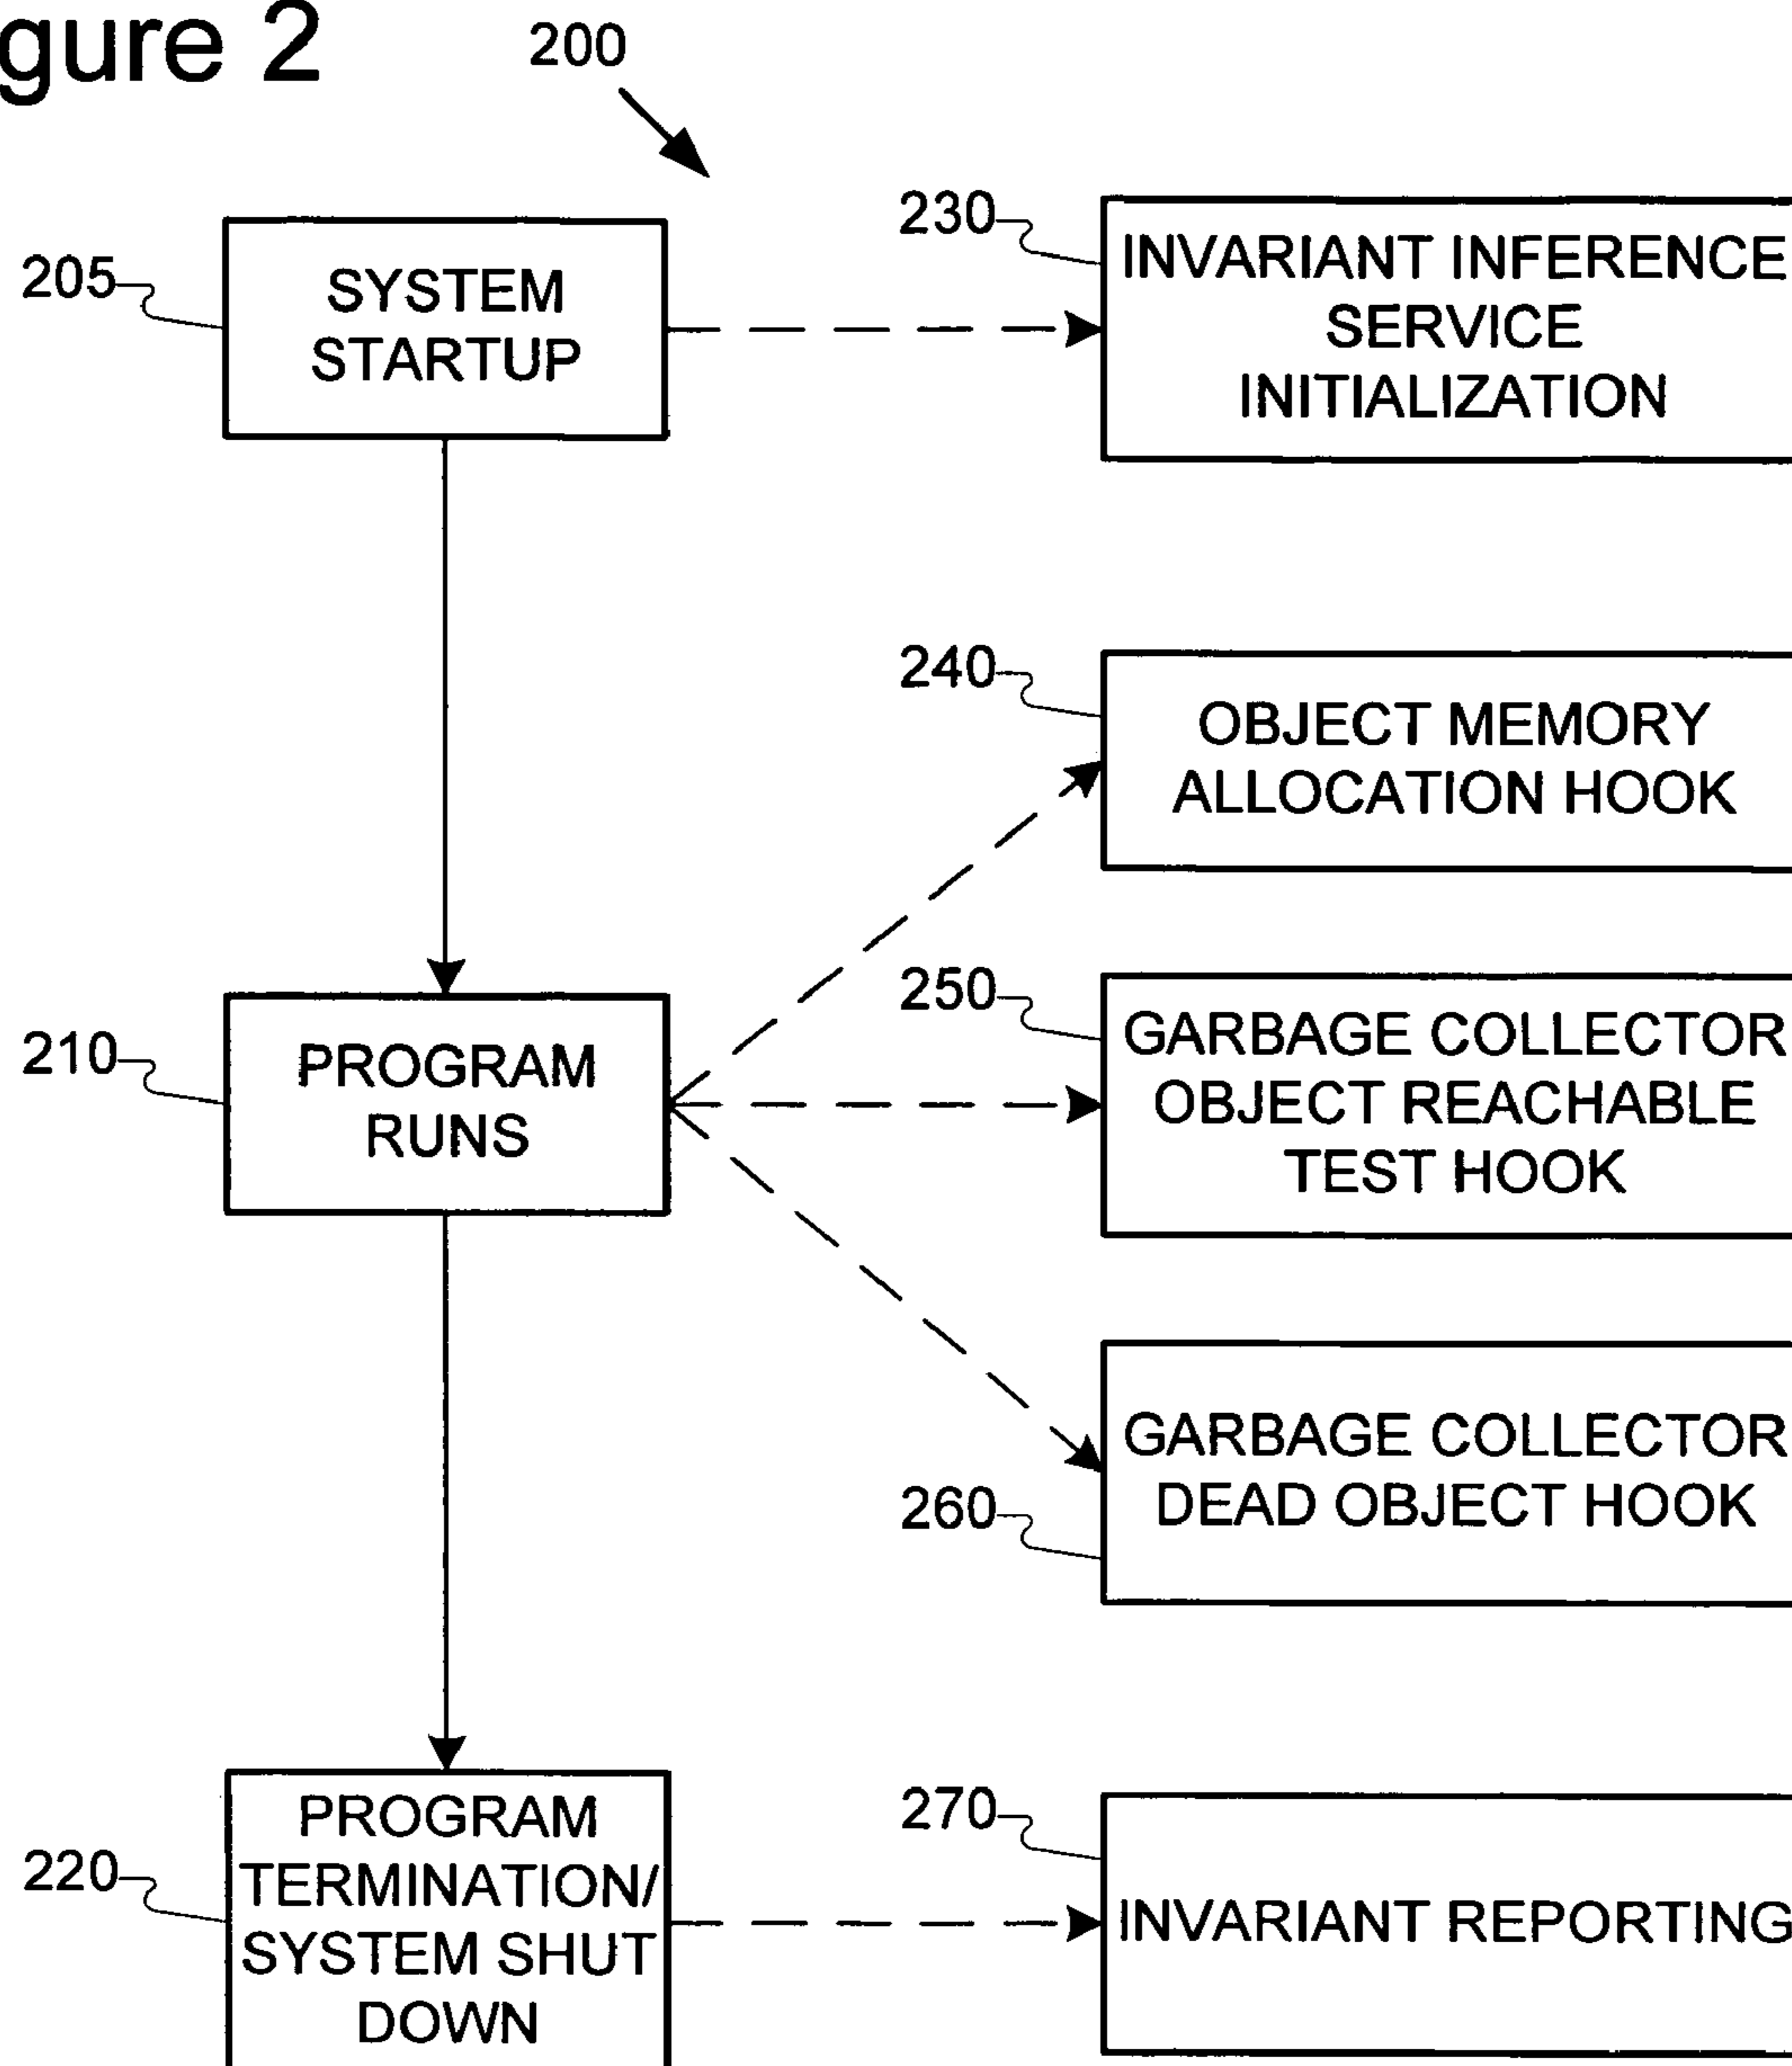 gure 2
200
205
SYSTEM
STARTUP
230
INVARIANT INFERENCE
SERVICE
INITIALIZATION
240
OBJECT MEMORY
ALLOCATION HOOK
210
PROGRAM
RUNS
250
GARBAGE COLLECTOR
OBJECT REACHABLE
TEST HOOK
260
GARBAGE COLLECTOR
DEAD OBJECT HOOK
220
PROGRAM
TERMINATION/
SYSTEM SHUT
DOWN
270
INVARIANT REPORTING